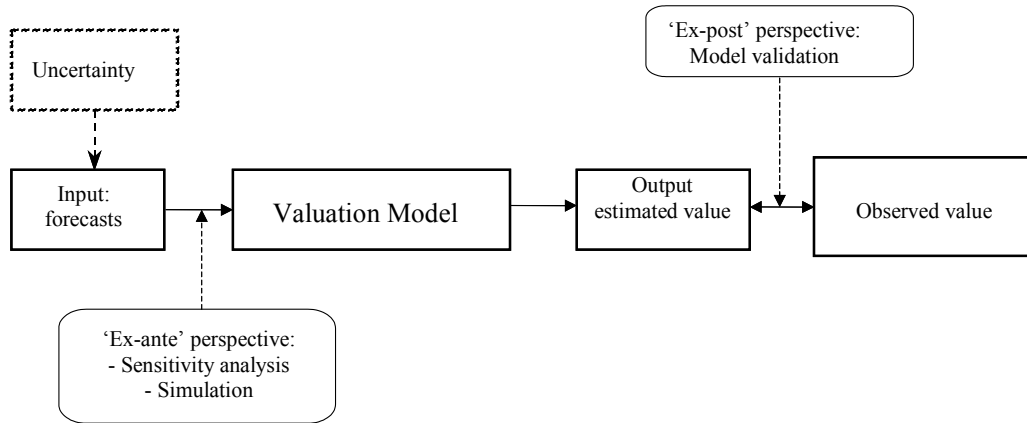 ‘Ex-post’ perspective:
Model validation
Uncertainty
Input:
forecasts
Valuation Model
Output
estimated value
Observed value
‘Ex-ante’ perspective:
- Sensitivity analysis
- Simulation